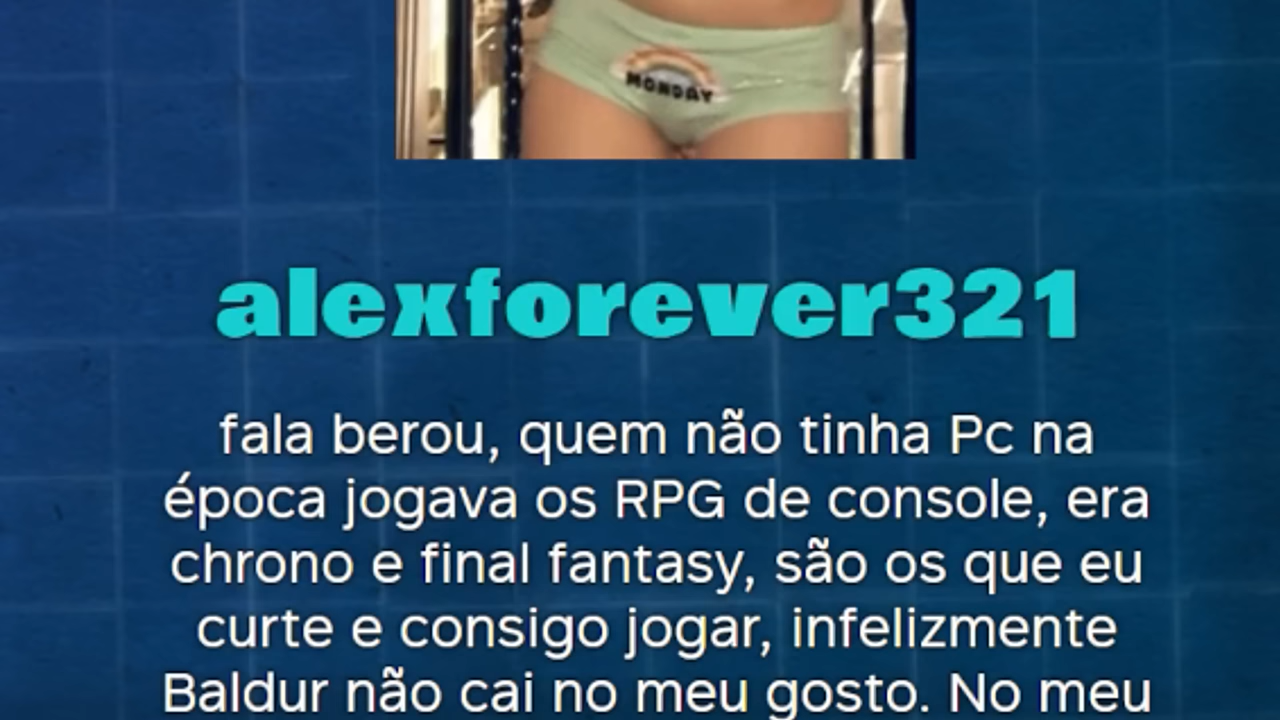 MONDAY
alexforever321
fala berou, quem não tinha Pc na
época jogava os RPG de console, era
chrono e final fantasy, são os que eu
curte e consigo jogar, infelizmente
Baldur não cai no meu gosto. No meu